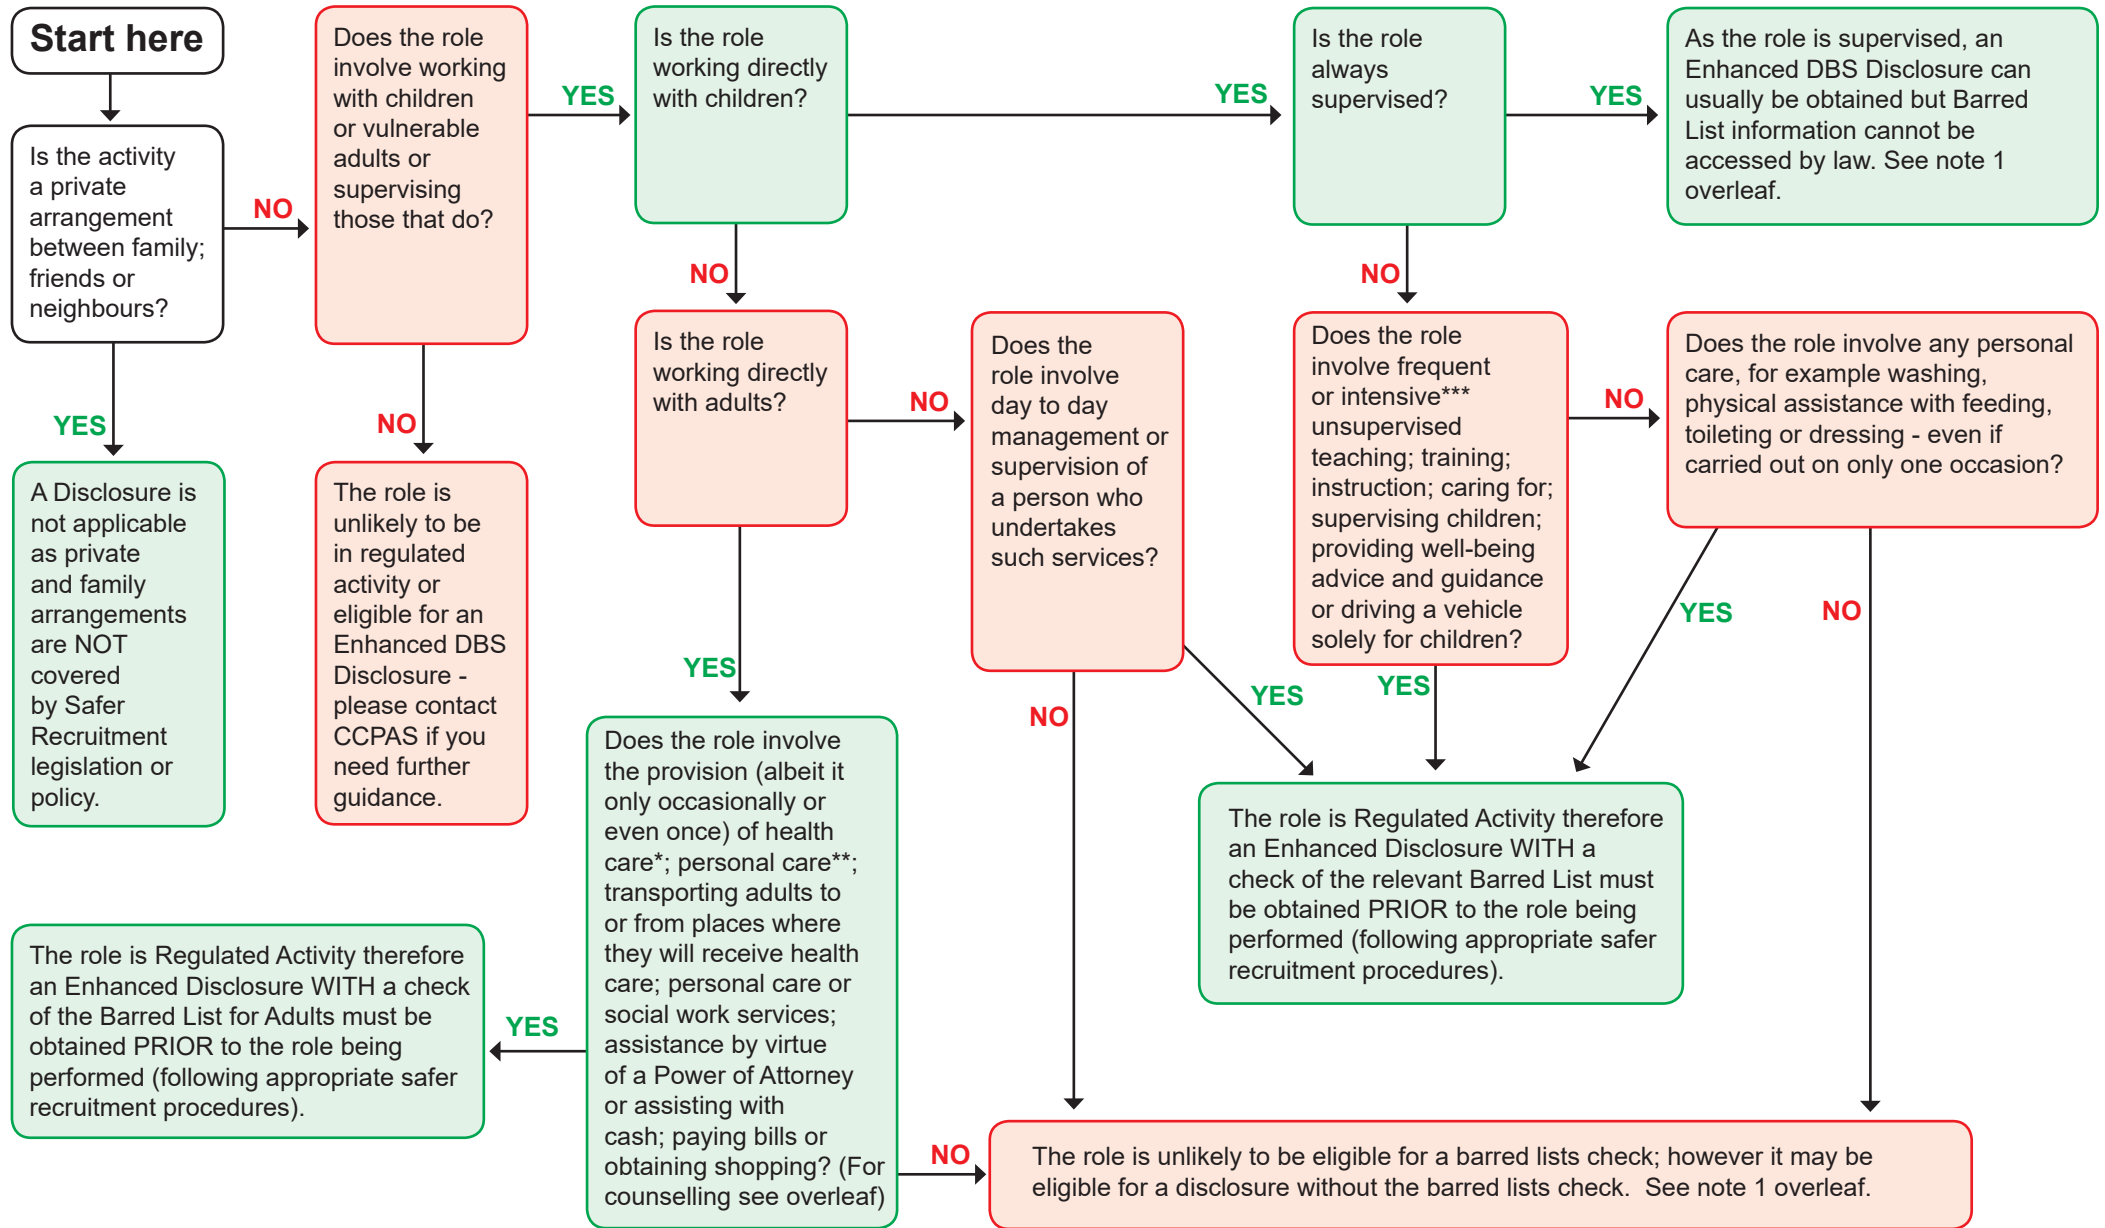 Start here
Is the activity
a private
arrangement
between family;
friends or
neighbours?
NO
YES
A Disclosure is
not applicable
as private
and family
arrangements
are NOT
covered
by Safer
Recruitment
legislation or
policy.
Does the role
involve working
with children
or vulnerable
adults or
supervising
those that do?
YES
NO
The role is
unlikely to be
in regulated
activity or
eligible for an
Enhanced DBS
Disclosure -
please contact
CCPAS if you
need further
guidance.
Is the role
working directly
with children?
YES
NO
Is the role
always
supervised?
YES
NO
As the role is supervised, an
Enhanced DBS Disclosure can
usually be obtained but Barred
List information cannot be
accessed by law. See note 1
overleaf.
Is the role
working directly
with adults?
NO
YES
Does the
role involve
day to day
management or
supervision of
a person who
undertakes
such services?
NO
YES
Does the role
involve frequent
or intensive***
unsupervised
teaching; training;
instruction; caring for;
supervising children;
providing well-being
advice and guidance
or driving a vehicle
solely for children?
NO
YES
Does the role involve any personal
care, for example washing,
physical assistance with feeding,
toileting or dressing - even if
carried out on only one occasion?
YES
NO
Does the role involve
the provision (albeit it
only occasionally or
even once) of health
care*; personal care**;
transporting adults to
or from places where
they will receive health
care; personal care or
social work services;
assistance by virtue
of a Power of Attorney
or assisting with
cash; paying bills or
obtaining shopping? (For
counselling see overleaf)
YES
NO
The role is Regulated Activity therefore
an Enhanced Disclosure WITH a
check of the relevant Barred List must
be obtained PRIOR to the role being
performed (following appropriate safer
recruitment procedures).
The role is Regulated Activity therefore
an Enhanced Disclosure WITH a check
of the Barred List for Adults must be
obtained PRIOR to the role being
performed (following appropriate safer
recruitment procedures).
The role is unlikely to be eligible for a barred lists check; however it may be
eligible for a disclosure without the barred lists check. See note 1 overleaf.